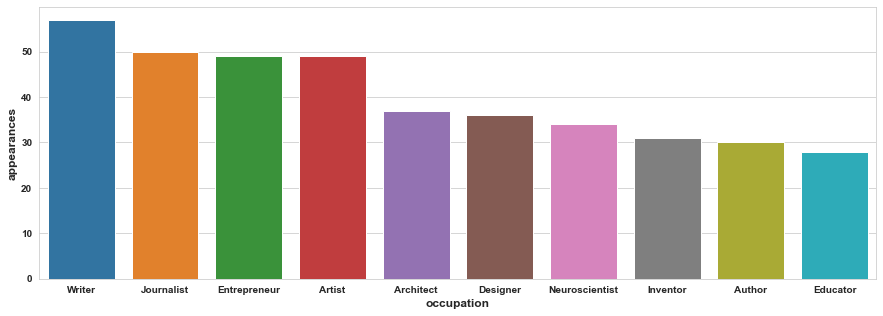 appearances
50
40
30
20
10
0
Writer Journalist Entrepreneur Artist Architect Designer Neuroscientist Inventor Author Educator
occupation